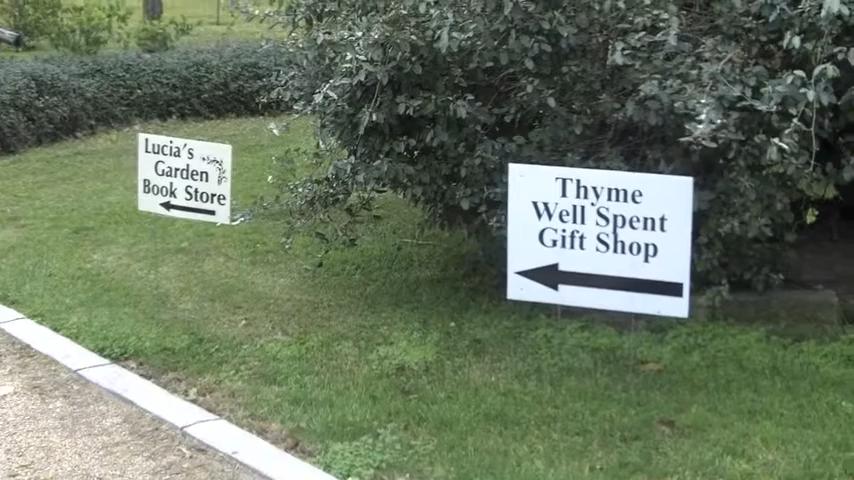 Lucia's
Garden
Book Store
Thyme
Well Spent
Gift Shop